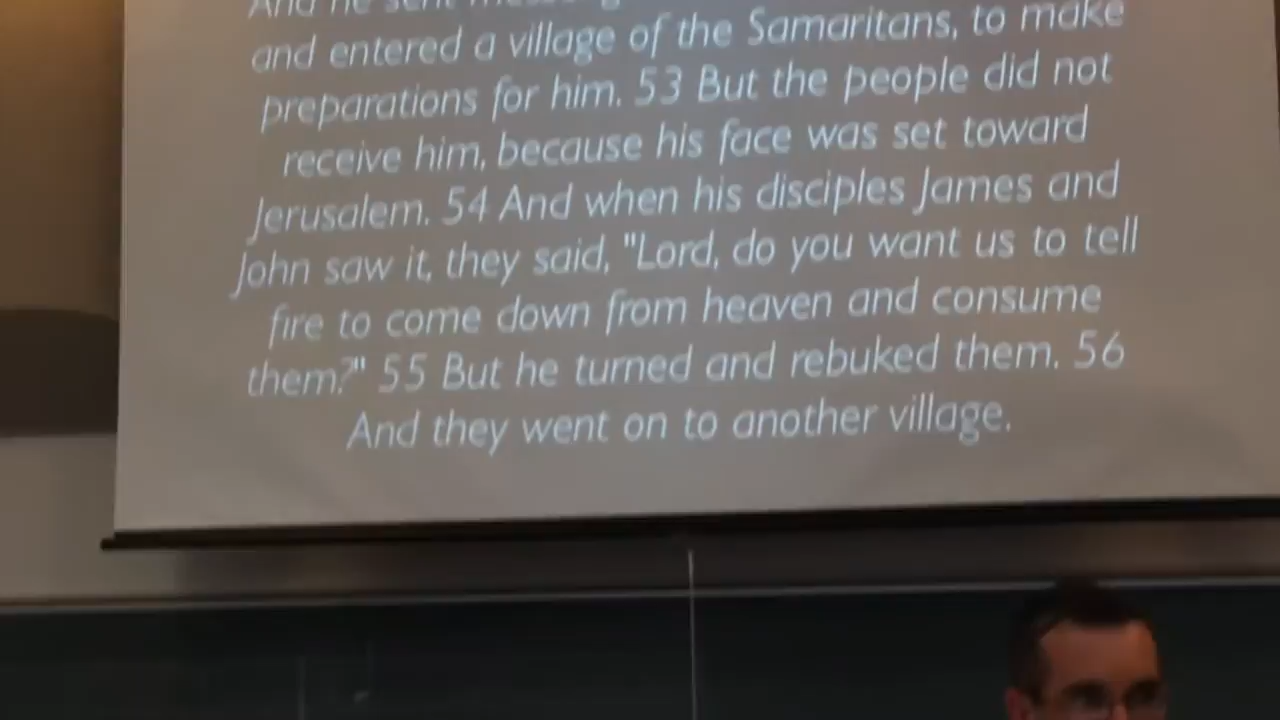 And he sent
and entered a village of the Samaritans, to make
preparations for him. 53 But the people did not
receive him, because his face was set toward
Jerusalem. 54 And when his disciples James and
John saw it, they said, "Lord, do you want us to tell
fire to come down from heaven and consume
them?" 55 But he turned and rebuked them. 56
And they went on to another village.